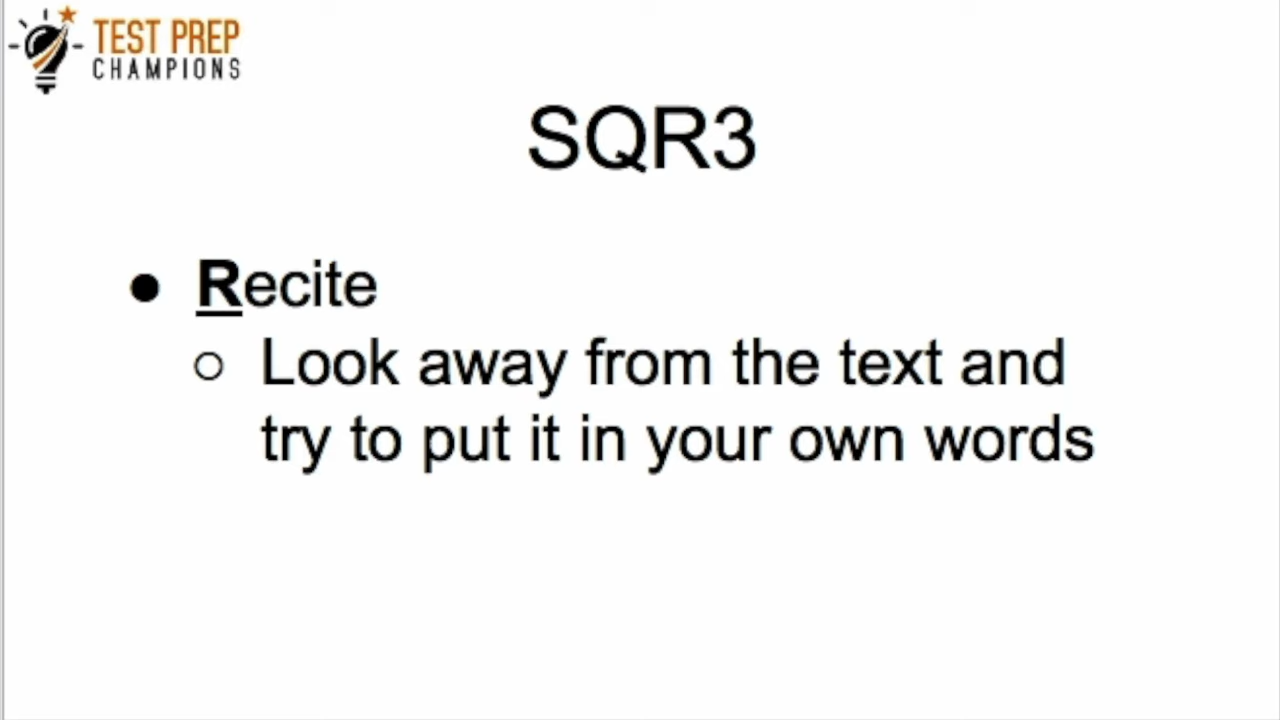 TEST PREP
CHAMPIONS
SQR3
● Recite
○ Look away from the text and
try to put it in your own words